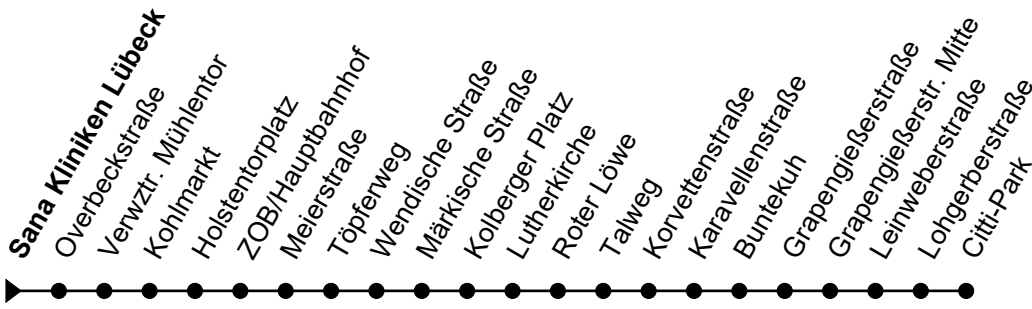 Sana Kliniken Lübeck
Overbeckstraße
Verwztr. Mühlentor
Kohlmarkt
Holstentorplatz
ZOB/Hauptbahnhof
Meierstraße
Töpferweg
Wendische Straße
Märkische Straße
Kolberger Platz
Lutherkirche
Roter Löwe
Talweg
Korvettenstraße
Karavellenstraße
Buntekuh
Grapengießerstraße
Grapengießerstr. Mitte
Leinweberstraße
Lohgerberstraße
Citti-Park